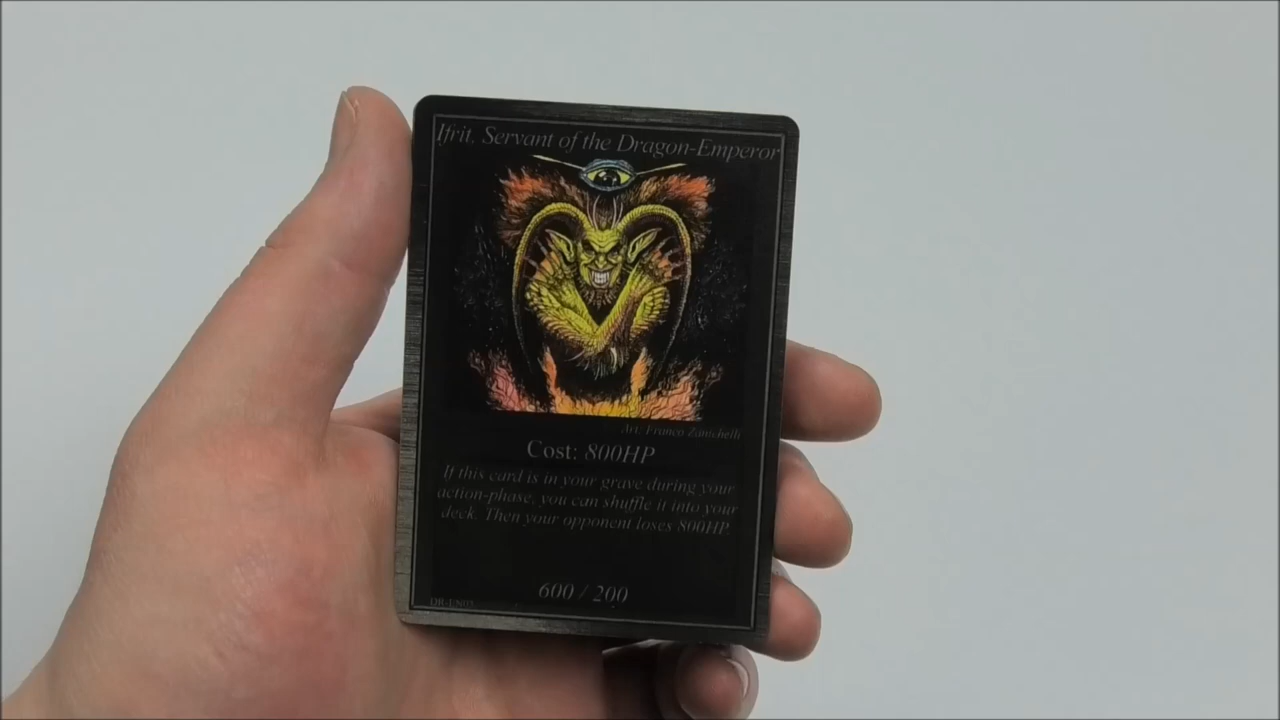 Ifrit, Servant of the Dragon-Emperor
Art: Franco Zanichelli
Cost: 800HP
If this card is in your grave during your
action-phase, you can shuffle it into your
deck. Then your opponent loses 800HP.
600 / 200